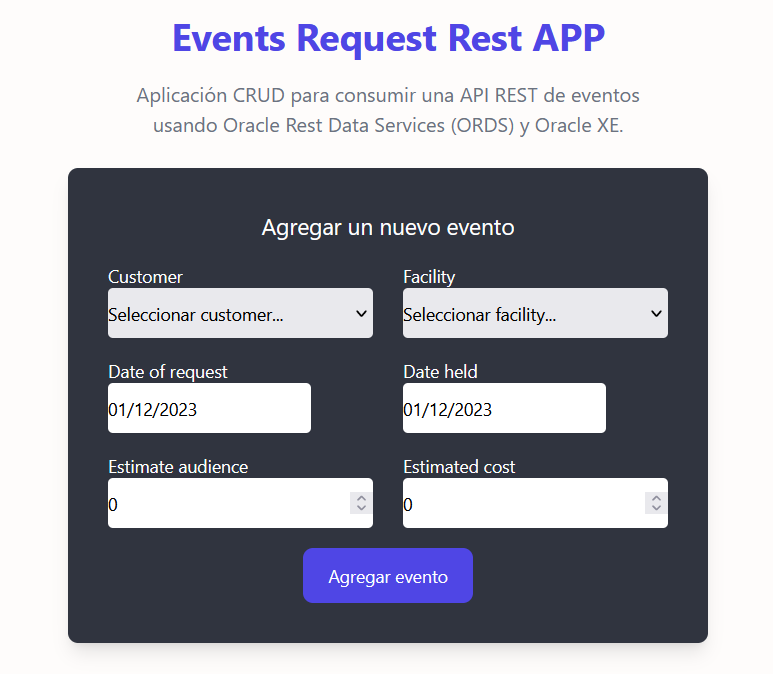 Events Request Rest APP
Aplicación CRUD para consumir una API REST de eventos
usando Oracle Rest Data Services (ORDS) y Oracle XE.
Agregar un nuevo evento
Customer
Facility
Seleccionar customer...
Seleccionar facility...
Date of request
Date held
01/12/2023
01/12/2023
Estimate audience
Estimated cost
0
0
Agregar evento